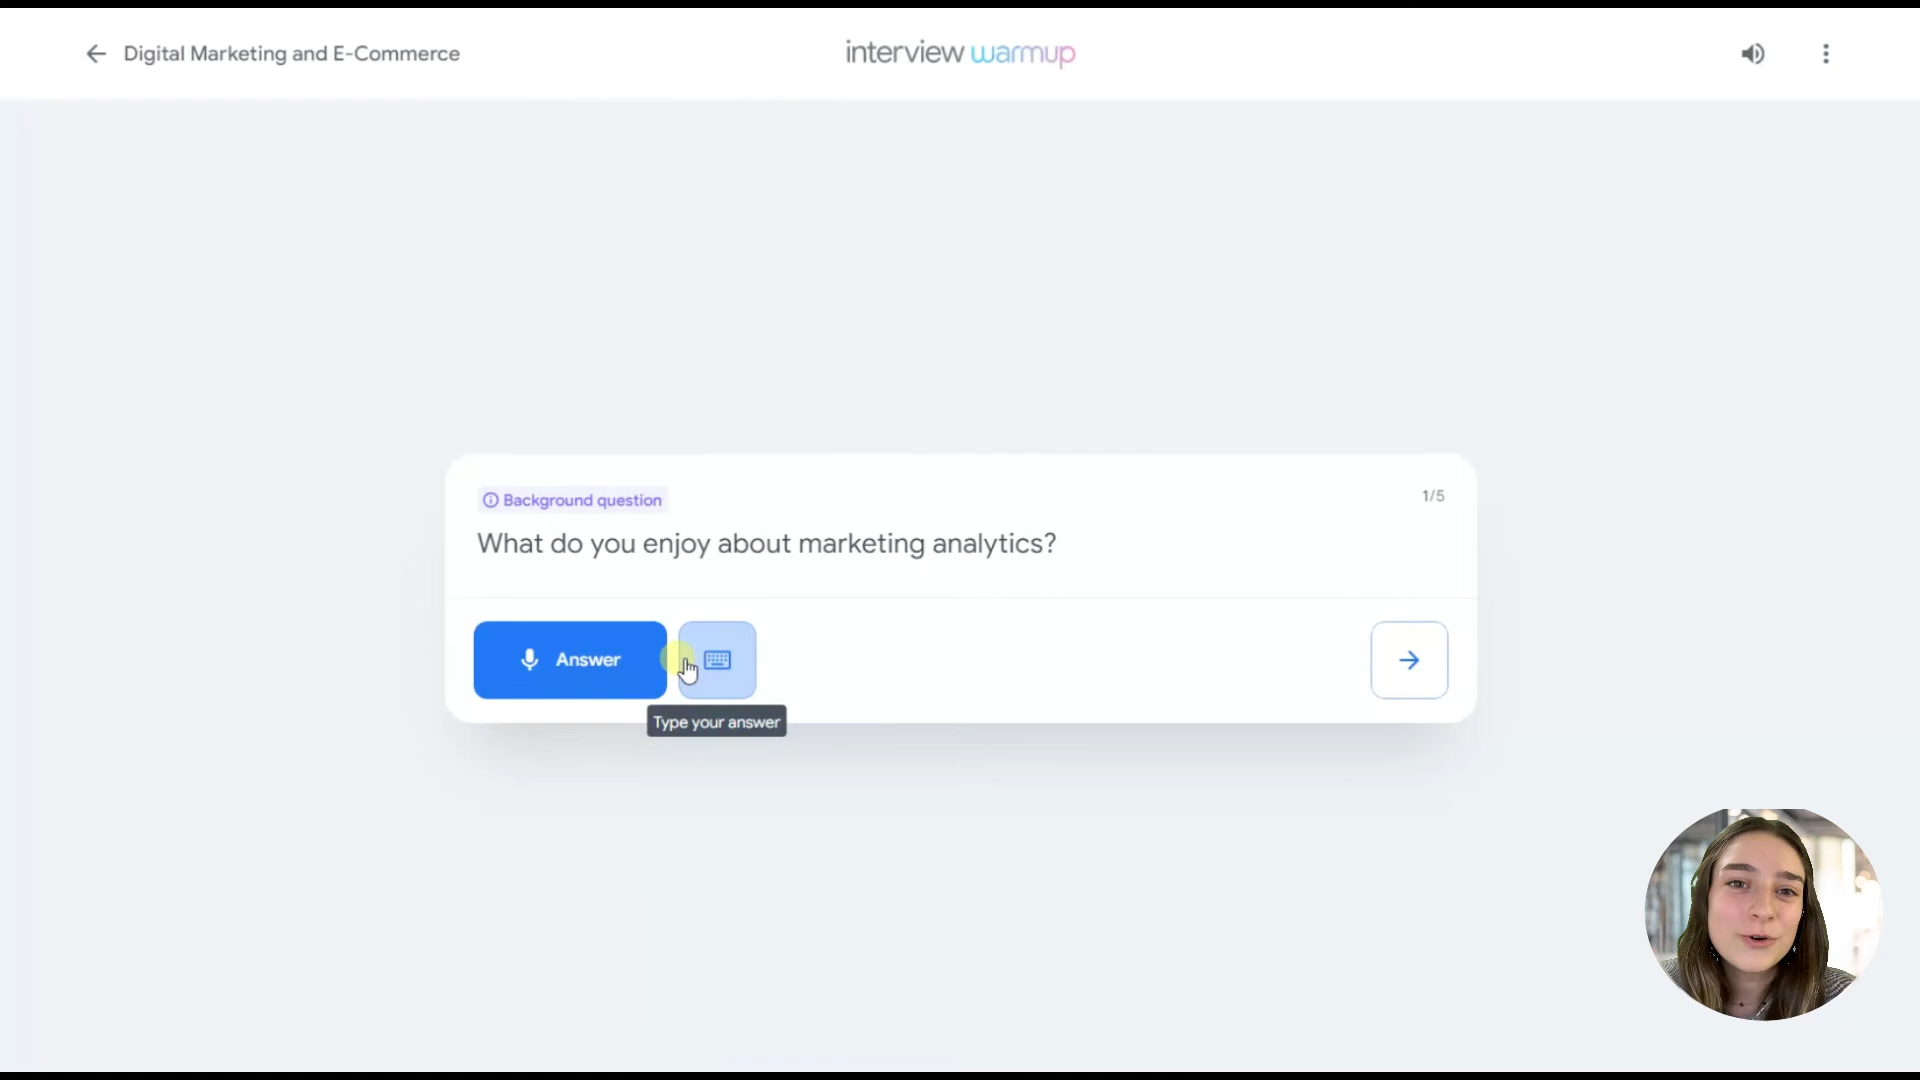 Digital Marketing and E-Commerce
interview warmup
Background question
1/5
What do you enjoy about marketing analytics?
Answer
Type your answer